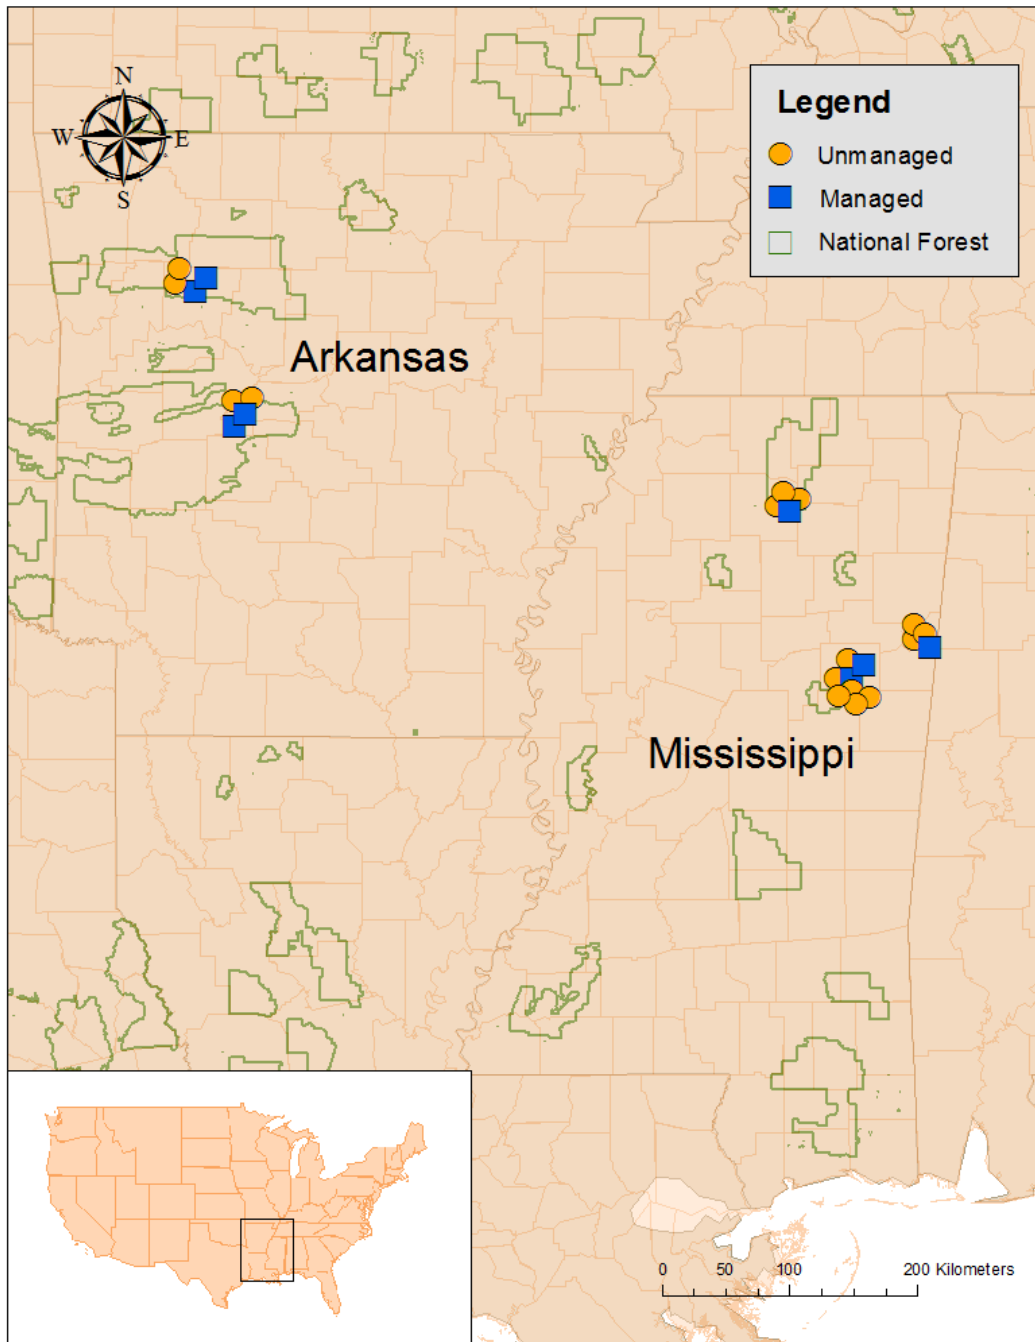 N
W E
S
Legend
Unmanaged
Managed
National Forest
Arkansas
Mississippi
0 50 100 200 Kilometers